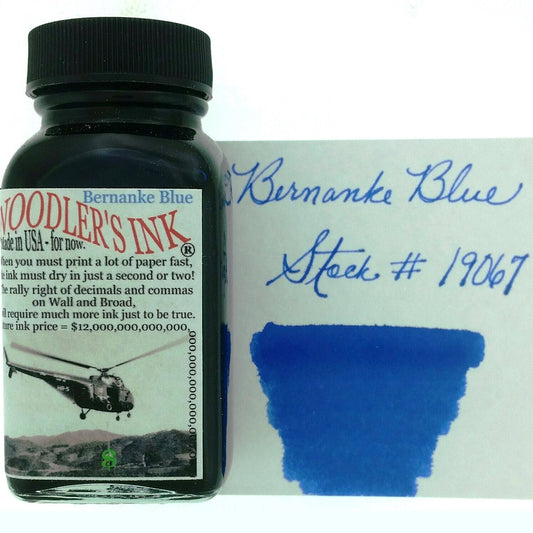 Bernanke Blue
NOODLER'S INK®
Made in USA - for now.
When you must print a lot of paper fast,
the ink must dry in just a second or two!
The rally right of decimals and commas
on Wall and Broad,
will require much more ink just to be true.
Future ink price = $12,000,000,000,000,
Bernanke Blue
Stock # 19067